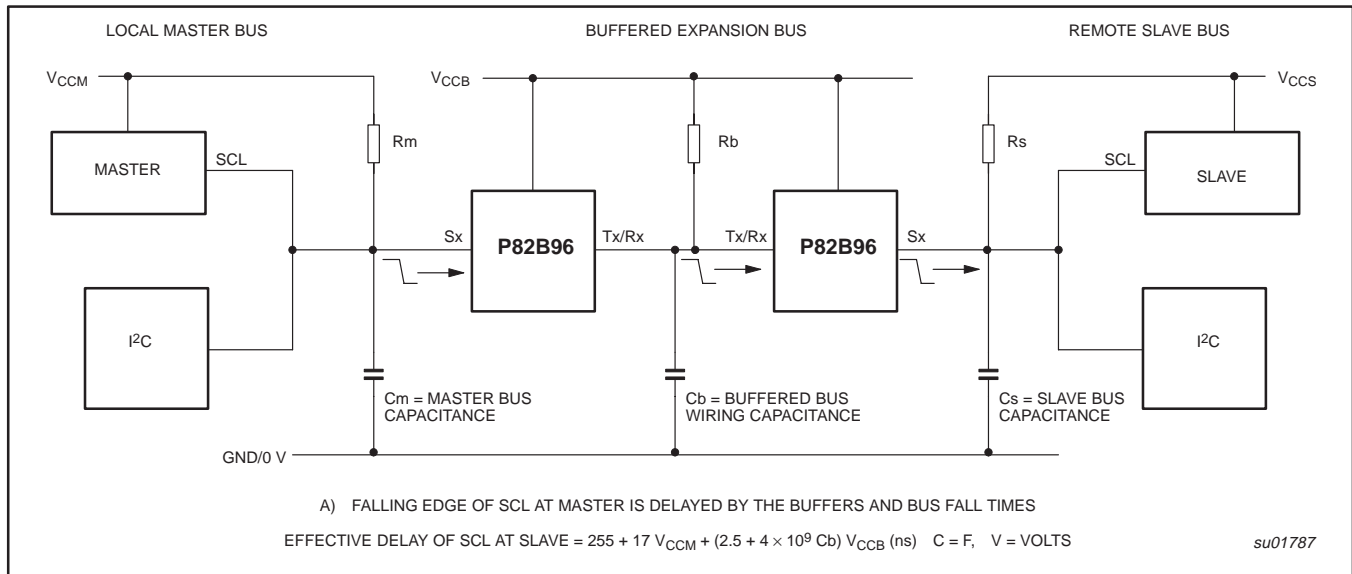 LOCAL MASTER BUS
BUFFERED EXPANSION BUS
REMOTE SLAVE BUS
VCCM
VCCB
VCCS
Rm
Rb
Rs
MASTER
SCL
SCL
SLAVE
Sx
P82B96
Tx/Rx
Tx/Rx
P82B96
Sx
I²C
I²C
Cm = MASTER BUS
CAPACITANCE
Cb = BUFFERED BUS
WIRING CAPACITANCE
Cs = SLAVE BUS
CAPACITANCE
GND/0 V
A) FALLING EDGE OF SCL AT MASTER IS DELAYED BY THE BUFFERS AND BUS FALL TIMES
EFFECTIVE DELAY OF SCL AT SLAVE = 255 + 17 VCCM + (2.5 + 4 × 10⁹ Cb) VCCB (ns) C = F, V = VOLTS
su01787